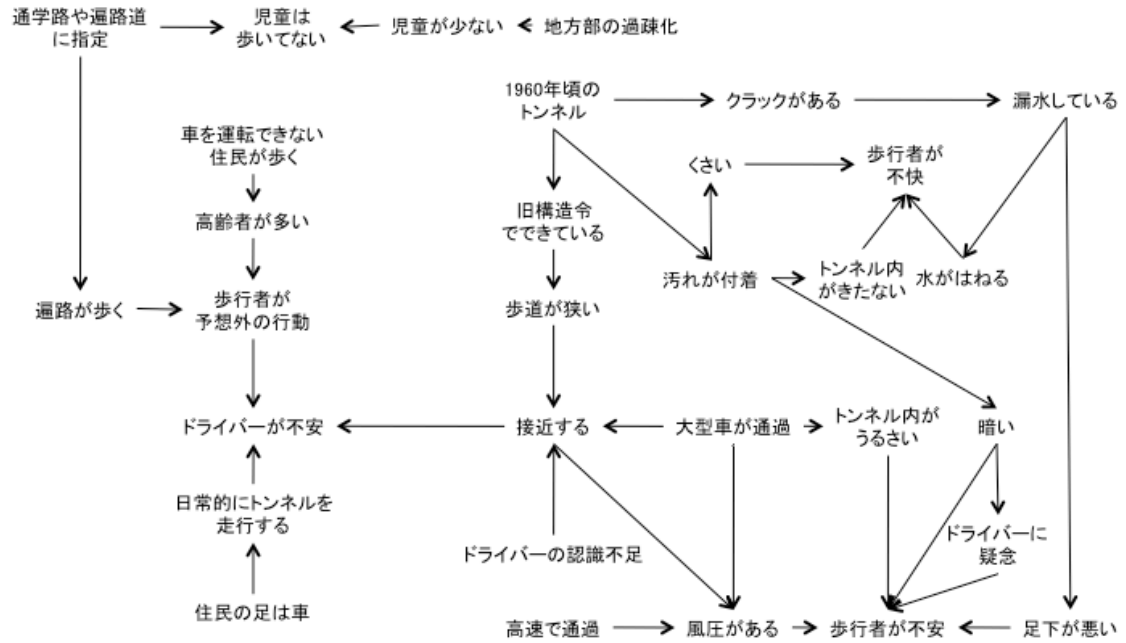 通学路や遍路道
に指定
児童は
歩いてない
児童が少ない
地方部の過疎化
1960年頃の
トンネル
クラックがある
漏水している
車を運転できない
住民が歩く
くさい
歩行者が
不快
高齢者が多い
旧構造令
でできている
汚れが付着
トンネル内
がきたない
水がはねる
遍路が歩く
歩行者が
予想外の行動
歩道が狭い
ドライバーが不安
接近する
大型車が通過
トンネル内が
うるさい
暗い
日常的にトンネルを
走行する
ドライバーの認識不足
ドライバーに
疑念
住民の足は車
高速で通過
風圧がある
歩行者が不安
足下が悪い